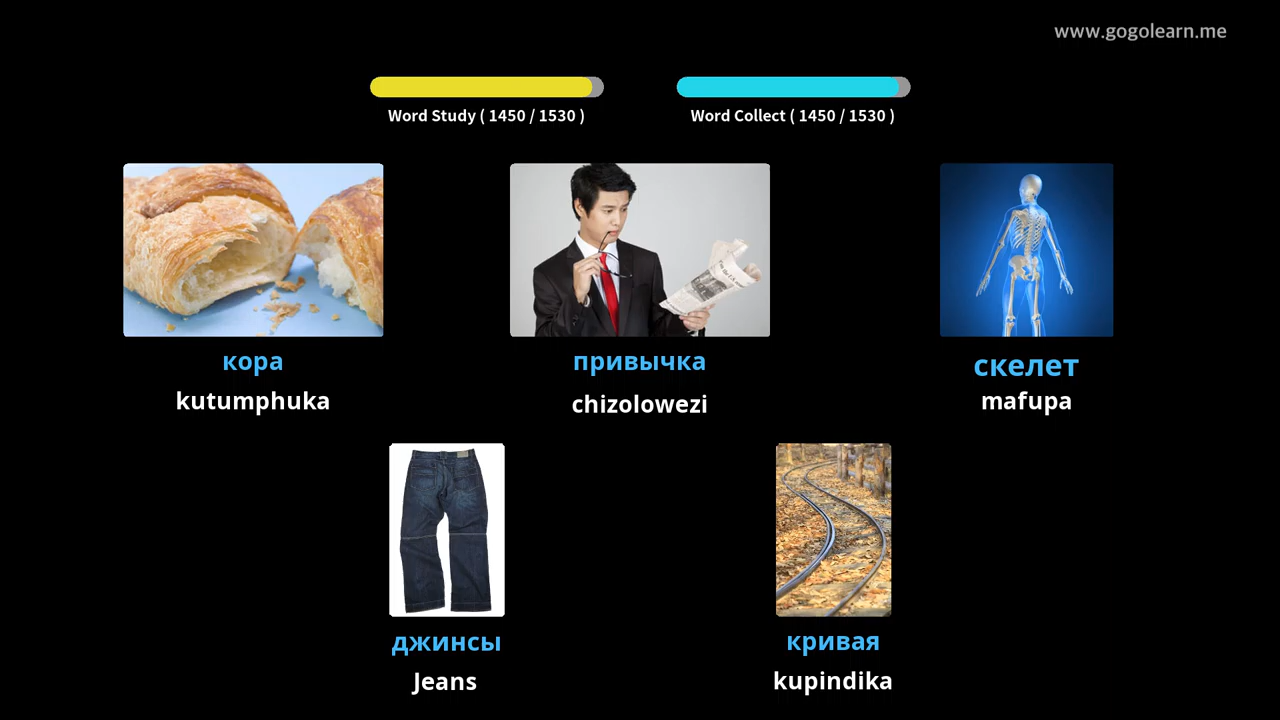 www.gogolearn.me
Word Study ( 1450 / 1530 )
Word Collect ( 1450 / 1530 )
кора
привычка
скелет
kutumphuka
chizolowezi
mafupa
джинсы
кривая
Jeans
kupindika